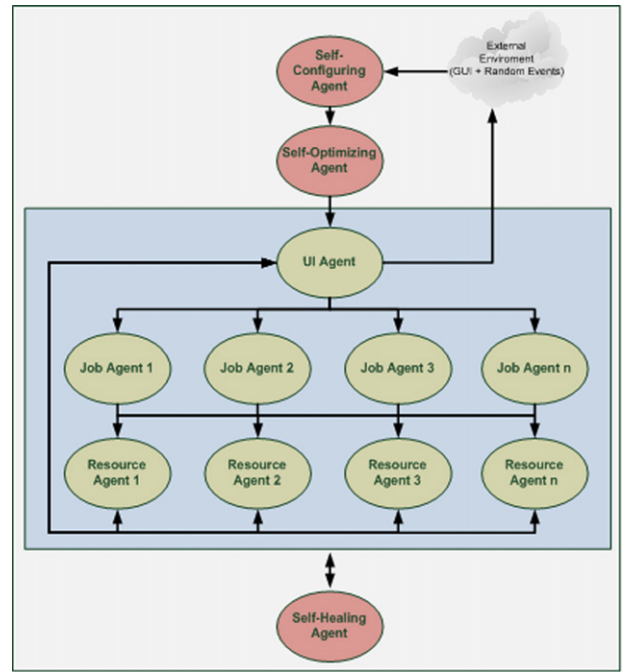 Self-
Configuring
Agent
External
Enviroment
(GUI + Random Events)
Self-Optimizing
Agent
UI Agent
Job Agent 1
Job Agent 2
Job Agent 3
Job Agent n
Resource
Agent 1
Resource
Agent 2
Resource
Agent 3
Resource
Agent n
Self-Healing
Agent